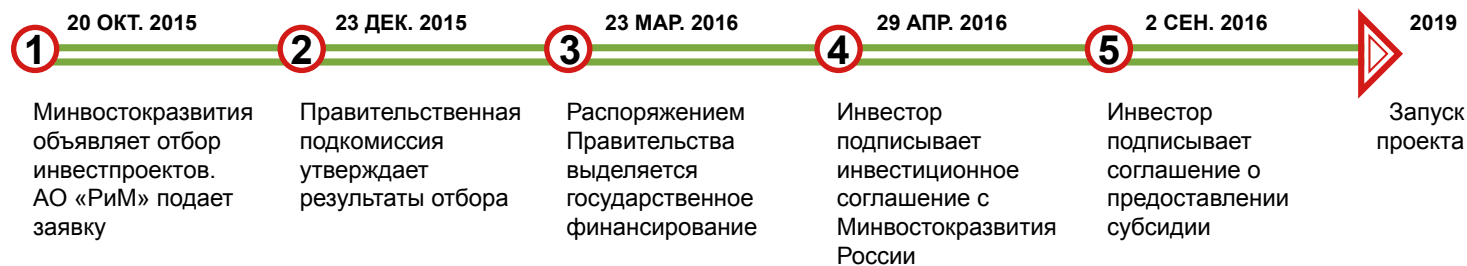 20 ОКТ. 2015
23 ДЕК. 2015
23 МАР. 2016
29 АПР. 2016
2 СЕН. 2016
2019
1
2
3
4
5
Минвостокразвития
объявляет отбор
инвестпроектов.
АО «РиМ» подает
заявку
Правительственная
подкомиссия
утверждает
результаты отбора
Распоряжением
Правительства
выделяется
государственное
финансирование
Инвестор
подписывает
инвестиционное
соглашение с
Минвостокразвития
России
Инвестор
подписывает
соглашение о
предоставлении
субсидии
Запуск
проекта